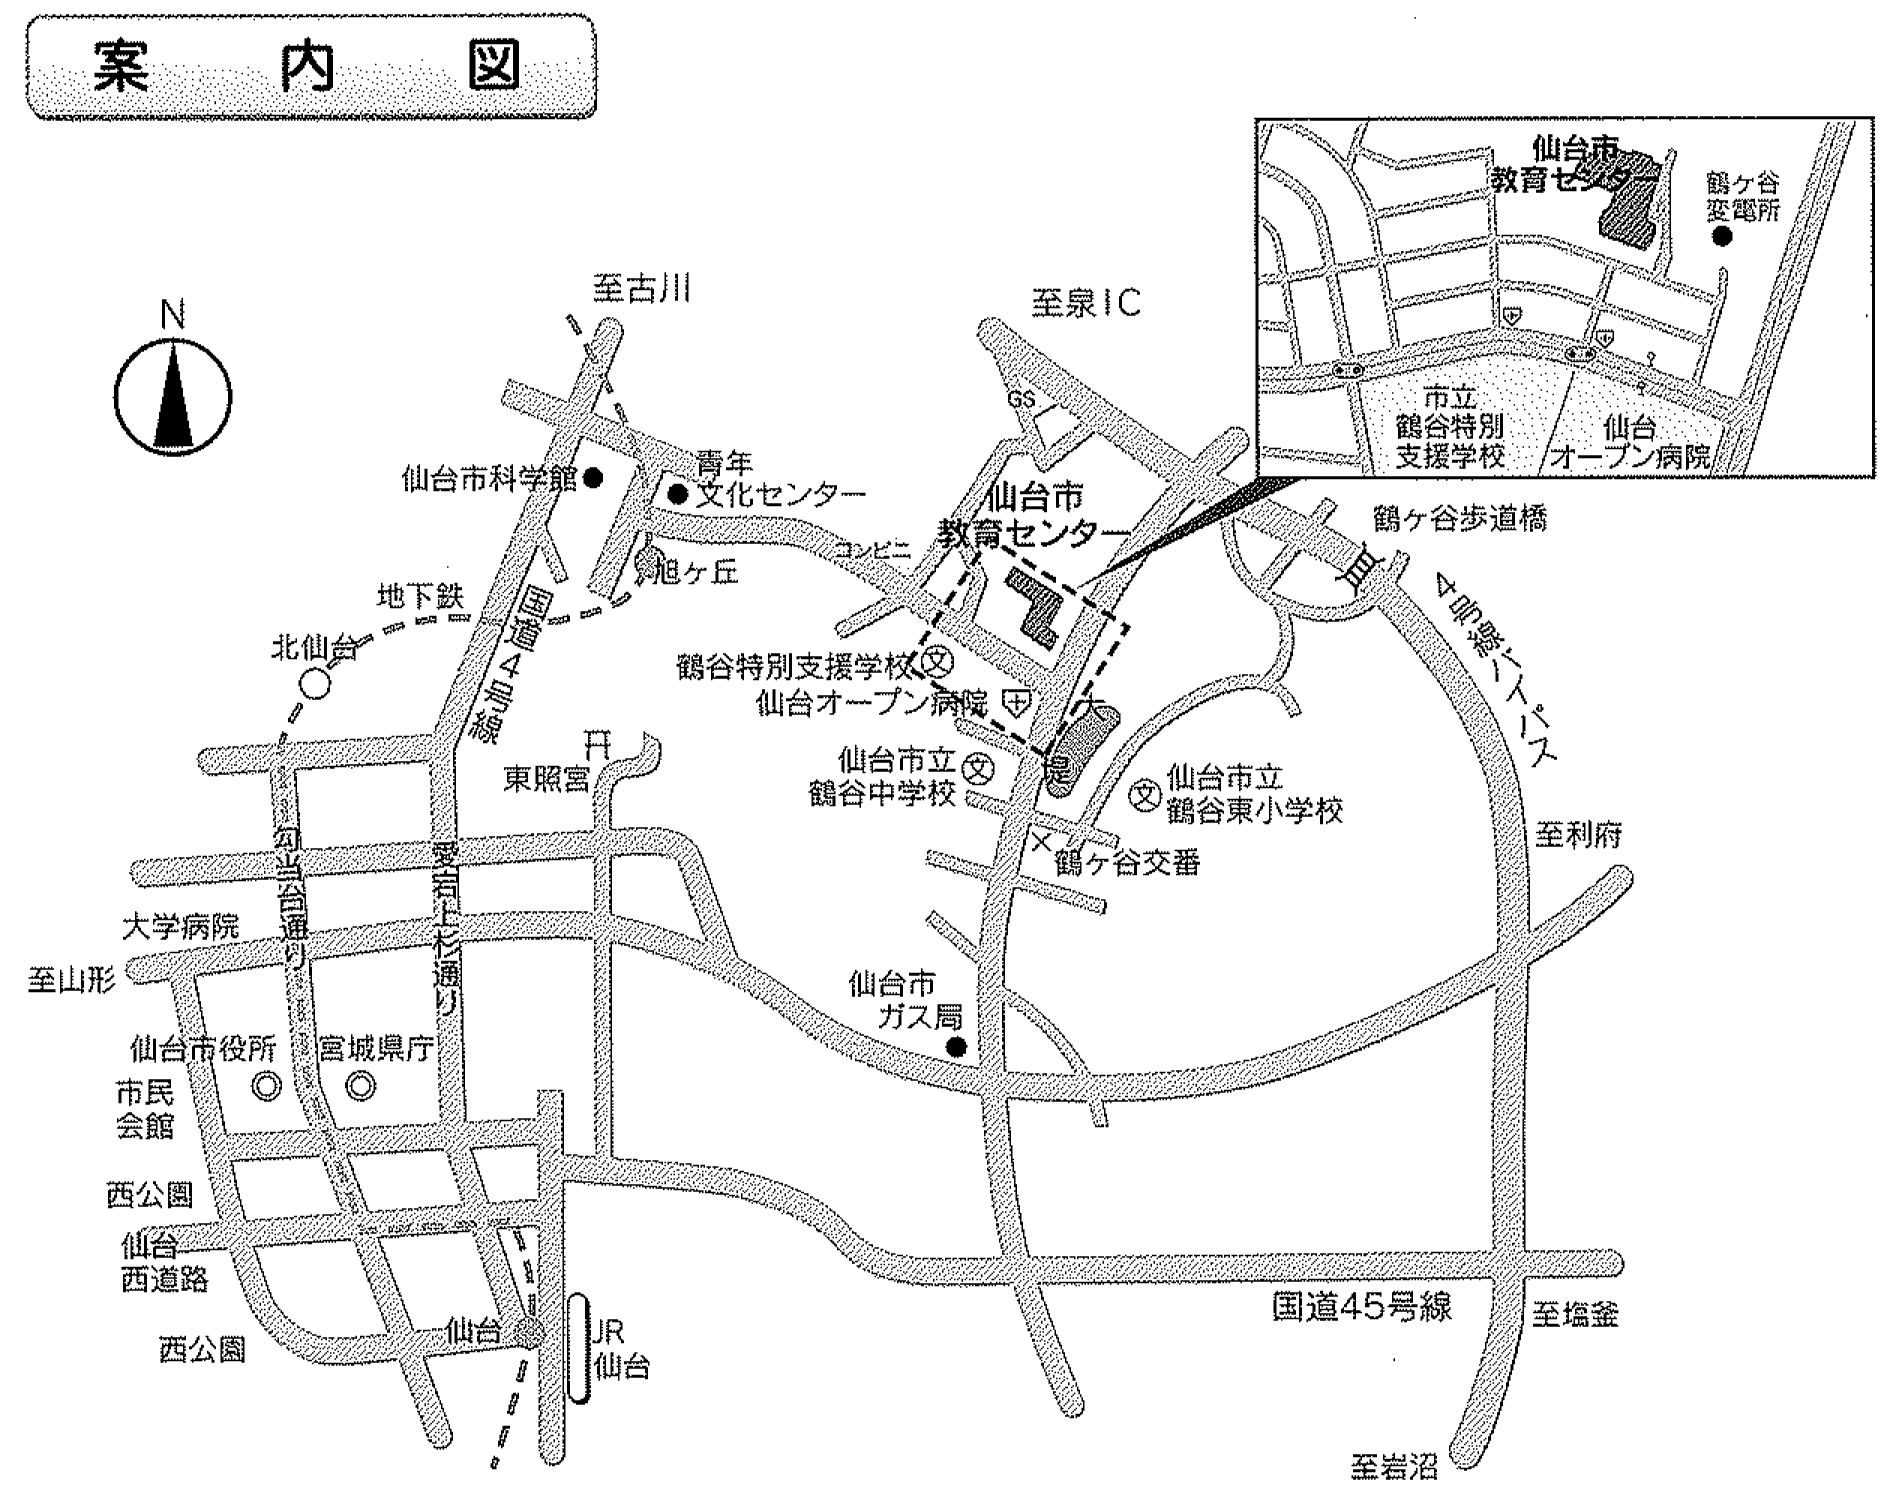 案内図
仙台市
教育センター
鶴ヶ谷
変電所
市立
鶴谷特別
支援学校
仙台
オープン病院
N
至古川
至泉IC
GS
仙台市科学館
青年
文化センター
仙台市
教育センター
コンビニ
鶴ヶ谷歩道橋
4号線バイパス
旭ヶ丘
地下鉄
国道4号線
北仙台
鶴谷特別支援学校
文
仙台オープン病院
大
堤
東照宮
仙台市立
鶴谷中学校
文
文
仙台市立
鶴谷東小学校
鶴ヶ谷交番
至利府
勾当台通り
愛宕上杉通り
大学病院
至山形
仙台市
ガス局
仙台市役所
宮城県庁
市民
会館
西公園
仙台
西道路
西公園
仙台
JR
仙台
国道45号線
至塩釜
至岩沼